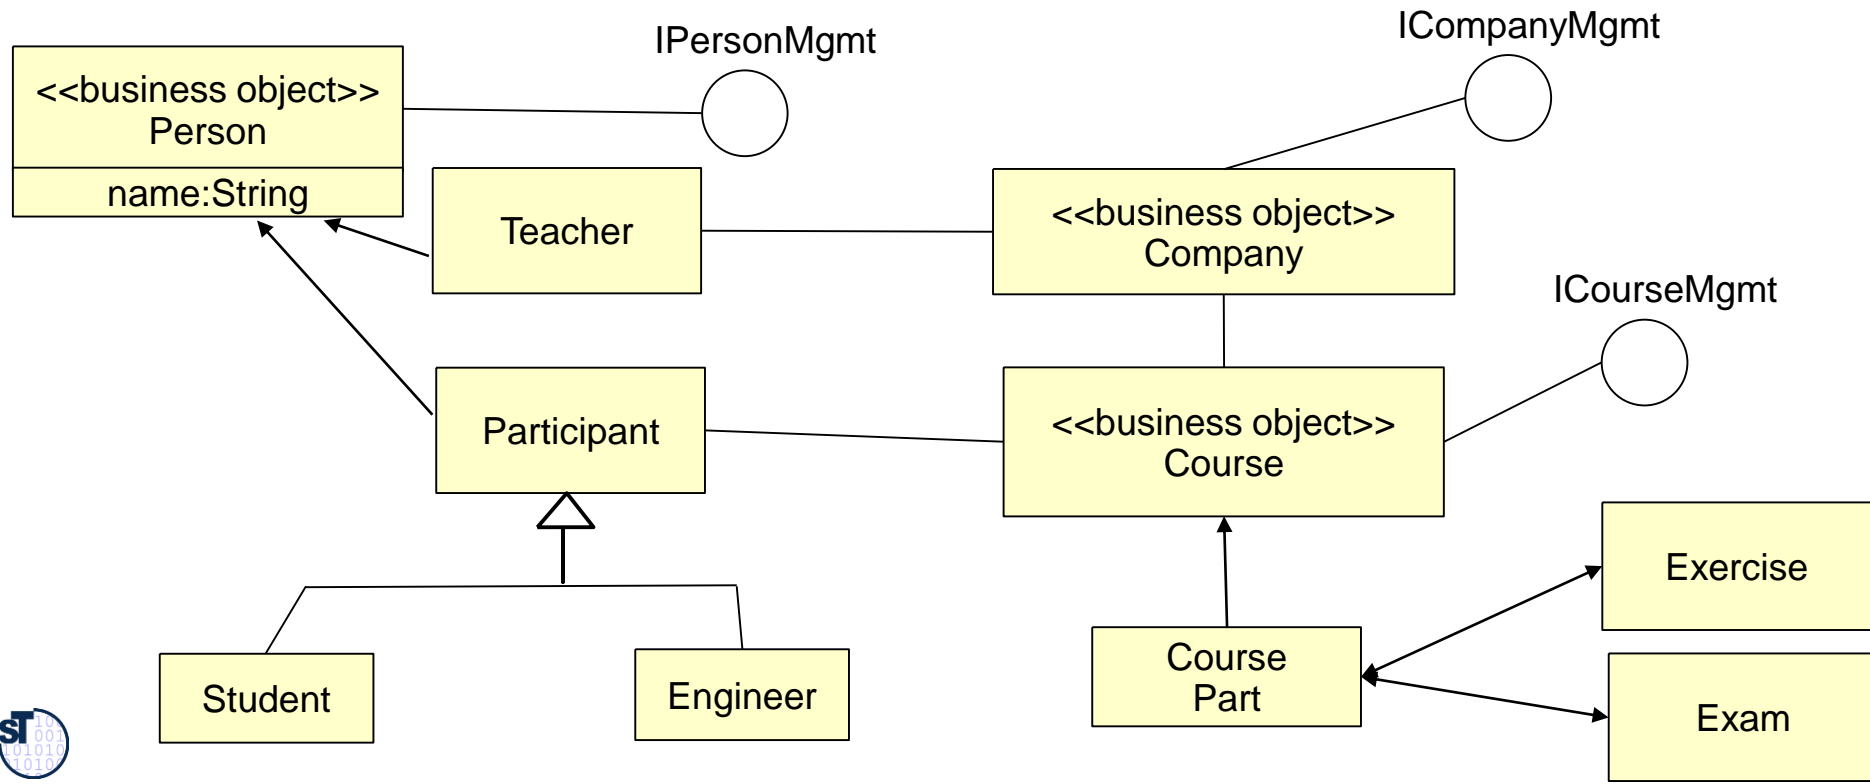 IPersonMgmt
ICompanyMgmt
<<business object>>
Person
name:String
Teacher
<<business object>>
Company
ICourseMgmt
Participant
<<business object>>
Course
Exercise
Student
Engineer
Course
Part
Exam
ST